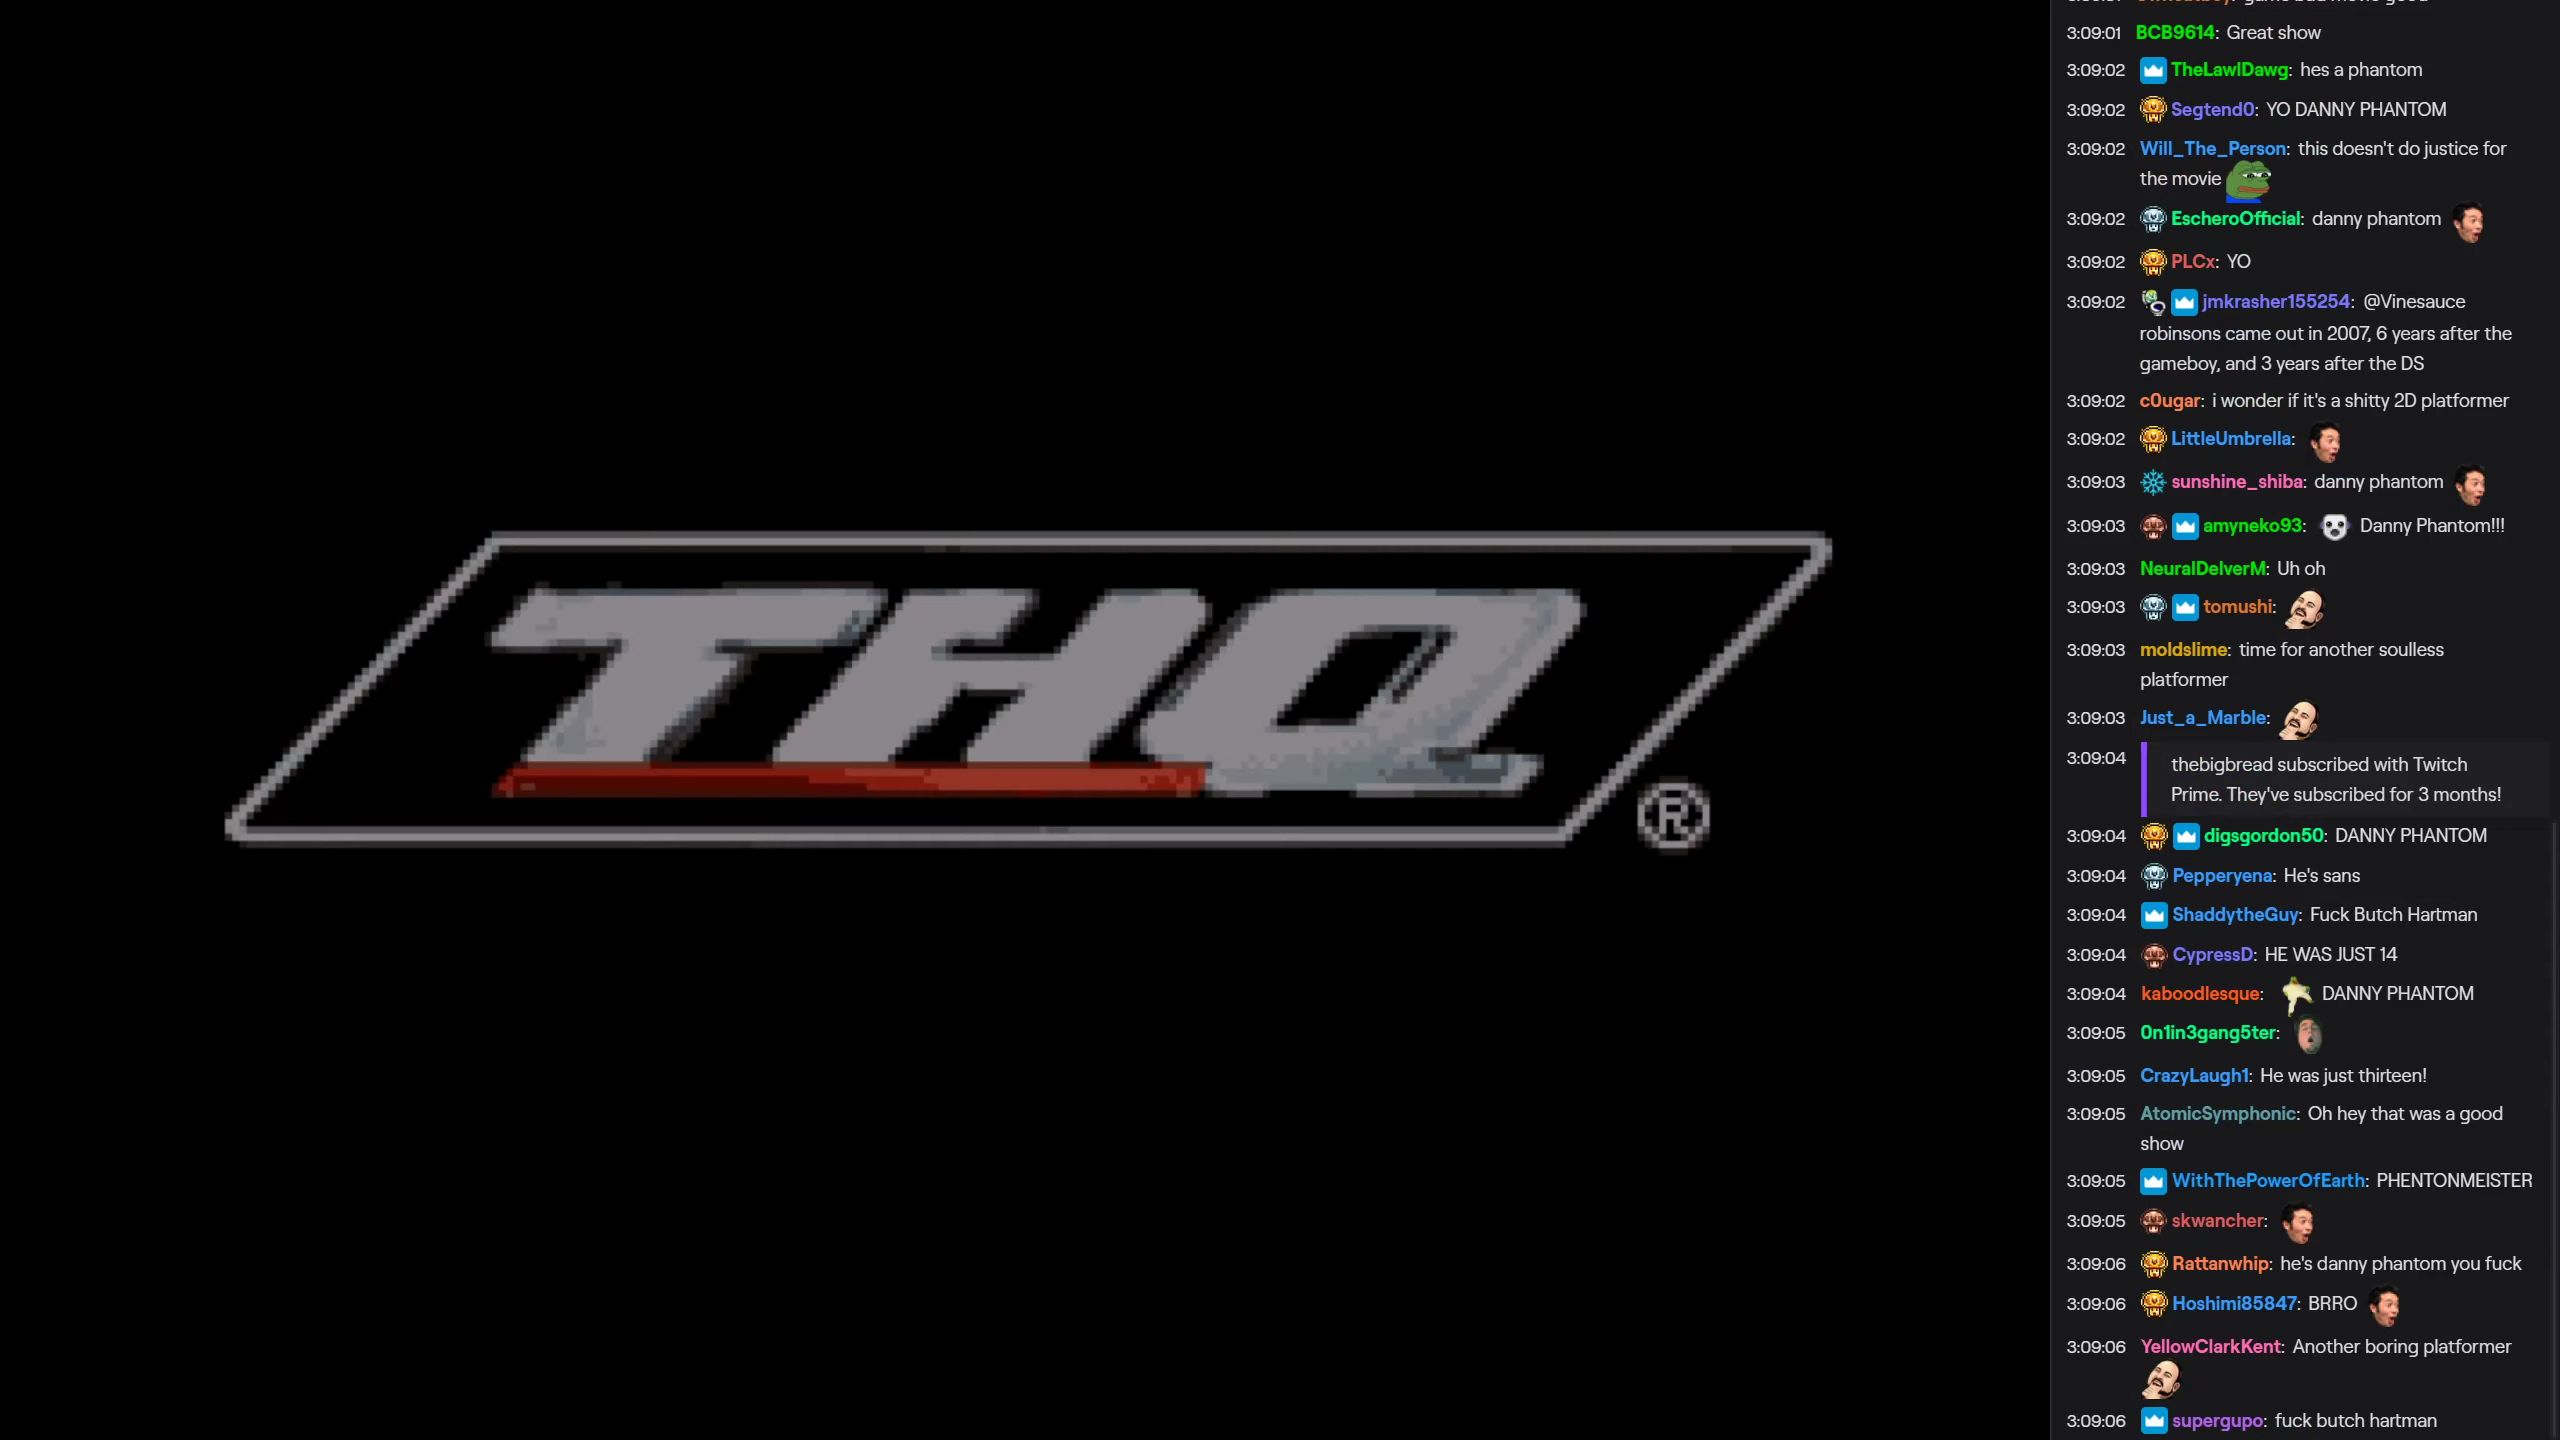 THQ
®
3:09:01 BCB9614: Great show
3:09:02 TheLawlDawg: hes a phantom
3:09:02 Segtend0: YO DANNY PHANTOM
3:09:02 Will_The_Person: this doesn't do justice for
the movie
3:09:02 EscheroOfficial: danny phantom
3:09:02 PLCx: YO
3:09:02 jmkrasher155254: @Vinesauce
robinsons came out in 2007, 6 years after the
gameboy, and 3 years after the DS
3:09:02 c0ugar: i wonder if it's a shitty 2D platformer
3:09:02 LittleUmbrella:
3:09:03 sunshine_shiba: danny phantom
3:09:03 amyneko93: Danny Phantom!!!
3:09:03 NeuralDelverM: Uh oh
3:09:03 tomushi:
3:09:03 moldslime: time for another soulless
platformer
3:09:03 Just_a_Marble:
3:09:04 thebigbread subscribed with Twitch
Prime. They've subscribed for 3 months!
3:09:04 digsgordon50: DANNY PHANTOM
3:09:04 Pepperyena: He's sans
3:09:04 ShaddytheGuy: Fuck Butch Hartman
3:09:04 CypressD: HE WAS JUST 14
3:09:04 kaboodlesque: DANNY PHANTOM
3:09:05 0n1in3gang5ter:
3:09:05 CrazyLaugh1: He was just thirteen!
3:09:05 AtomicSymphonic: Oh hey that was a good
show
3:09:05 WithThePowerOfEarth: PHENTONMEISTER
3:09:05 skwancher:
3:09:06 Rattanwhip: he's danny phantom you fuck
3:09:06 Hoshimi85847: BRRO
3:09:06 YellowClarkKent: Another boring platformer
3:09:06 supergupo: fuck butch hartman